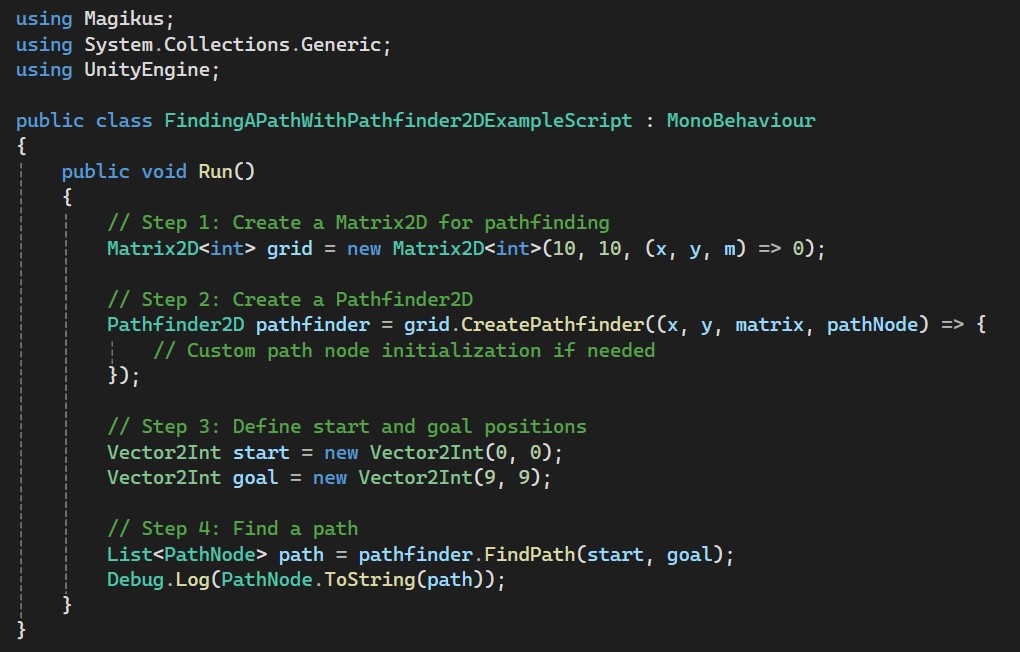 using Magikus;
using System.Collections.Generic;
using UnityEngine;

public class FindingAPathWithPathfinder2DExampleScript : MonoBehaviour
{
    public void Run()
    {
        // Step 1: Create a Matrix2D for pathfinding
        Matrix2D<int> grid = new Matrix2D<int>(10, 10, (x, y, m) => 0);

        // Step 2: Create a Pathfinder2D
        Pathfinder2D pathfinder = grid.CreatePathfinder((x, y, matrix, pathNode) => {
            // Custom path node initialization if needed
        });

        // Step 3: Define start and goal positions
        Vector2Int start = new Vector2Int(0, 0);
        Vector2Int goal = new Vector2Int(9, 9);

        // Step 4: Find a path
        List<PathNode> path = pathfinder.FindPath(start, goal);
        Debug.Log(PathNode.ToString(path));
    }
}